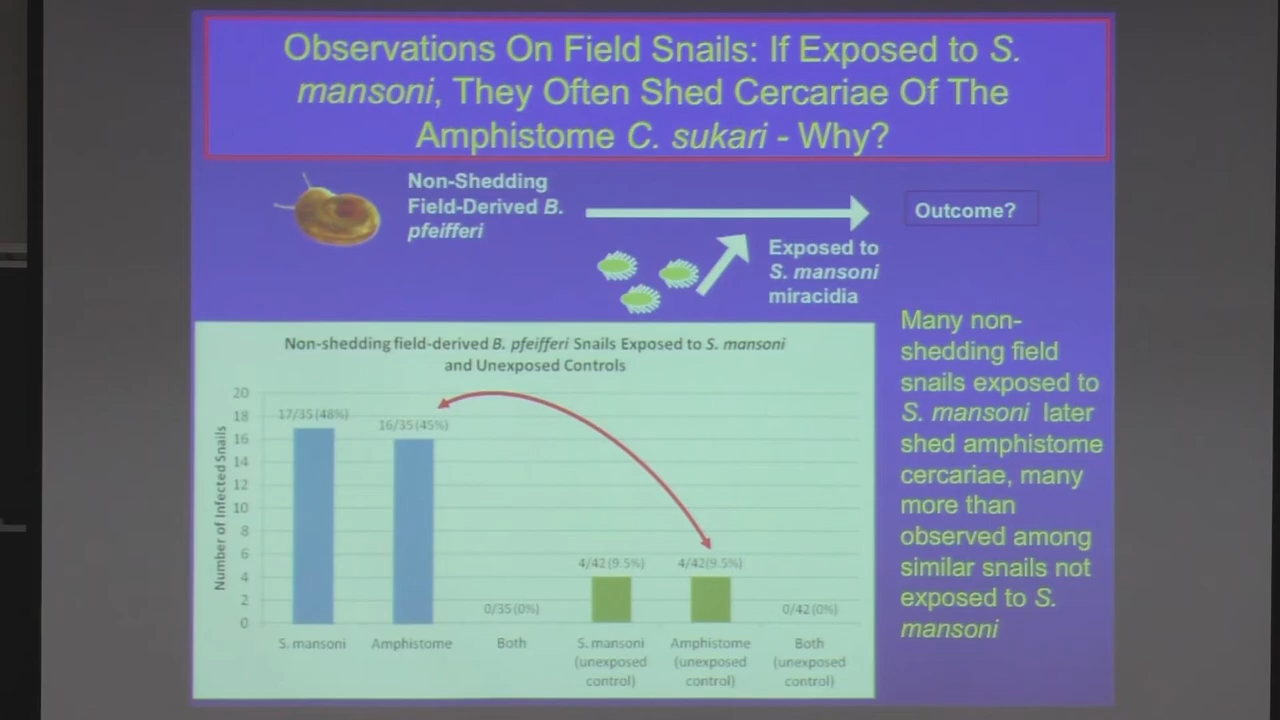 Observations On Field Snails: If Exposed to S.
mansoni, They Often Shed Cercariae Of The
Amphistome C. sukari - Why?
Non-Shedding
Field-Derived B.
pfeifferi
Outcome?
Exposed to
S. mansoni
miracidia
Many non-
shedding field
snails exposed to
S. mansoni later
shed amphistome
cercariae, many
more than
observed among
similar snails not
exposed to S.
mansoni
Non-shedding field-derived B. pfeifferi Snails Exposed to S. mansoni
and Unexposed Controls
Number of Infected Snails
20
18
16
14
12
10
8
6
4
2
0
17/35(48%)
16/35(45%)
0/35(0%)
4/42(9.5%)
4/42(9.5%)
0/42(0%)
S. mansoni
Amphistome
Both
S. mansoni
(unexposed
control)
Amphistome
(unexposed
control)
Both
(unexposed
control)